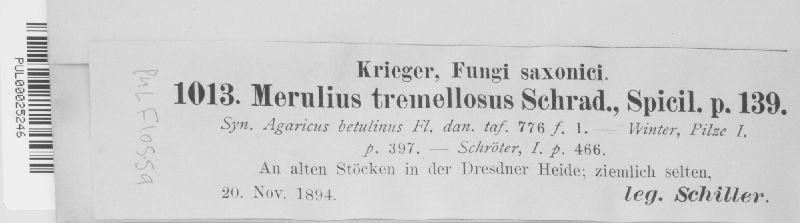 PUL00025246
PUL Flossa
Krieger, Fungi saxonici.
1013. Merulius tremellosus Schrad., Spicil. p. 139.
Syn. Agaricus betulinus Fl. dan. taf. 776 f. 1. — Winter, Pilze I.
p. 397. — Schröter, I. p. 466.
An alten Stöcken in der Dresdner Heide; ziemlich selten,
20. Nov. 1894.
leg. Schiller.